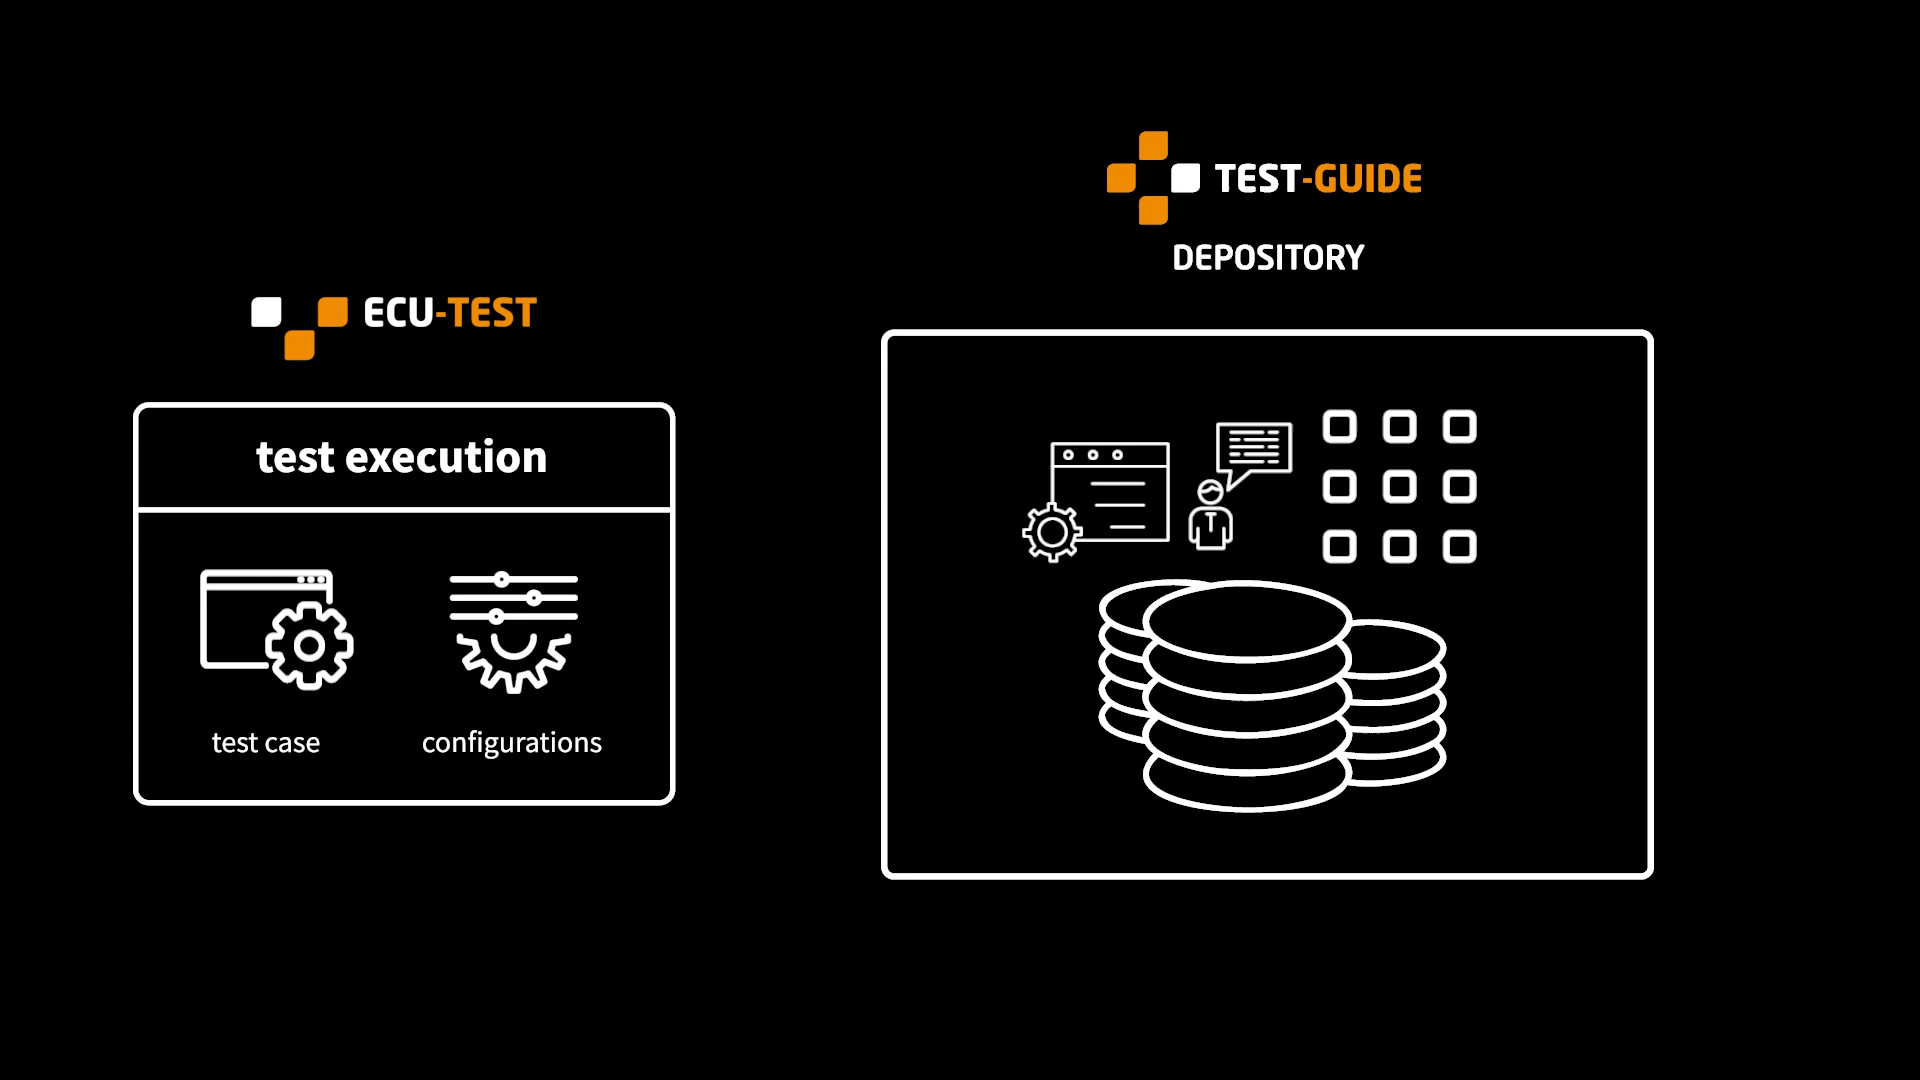 ECU-TEST
test execution
test case
configurations
TEST-GUIDE
DEPOSITORY